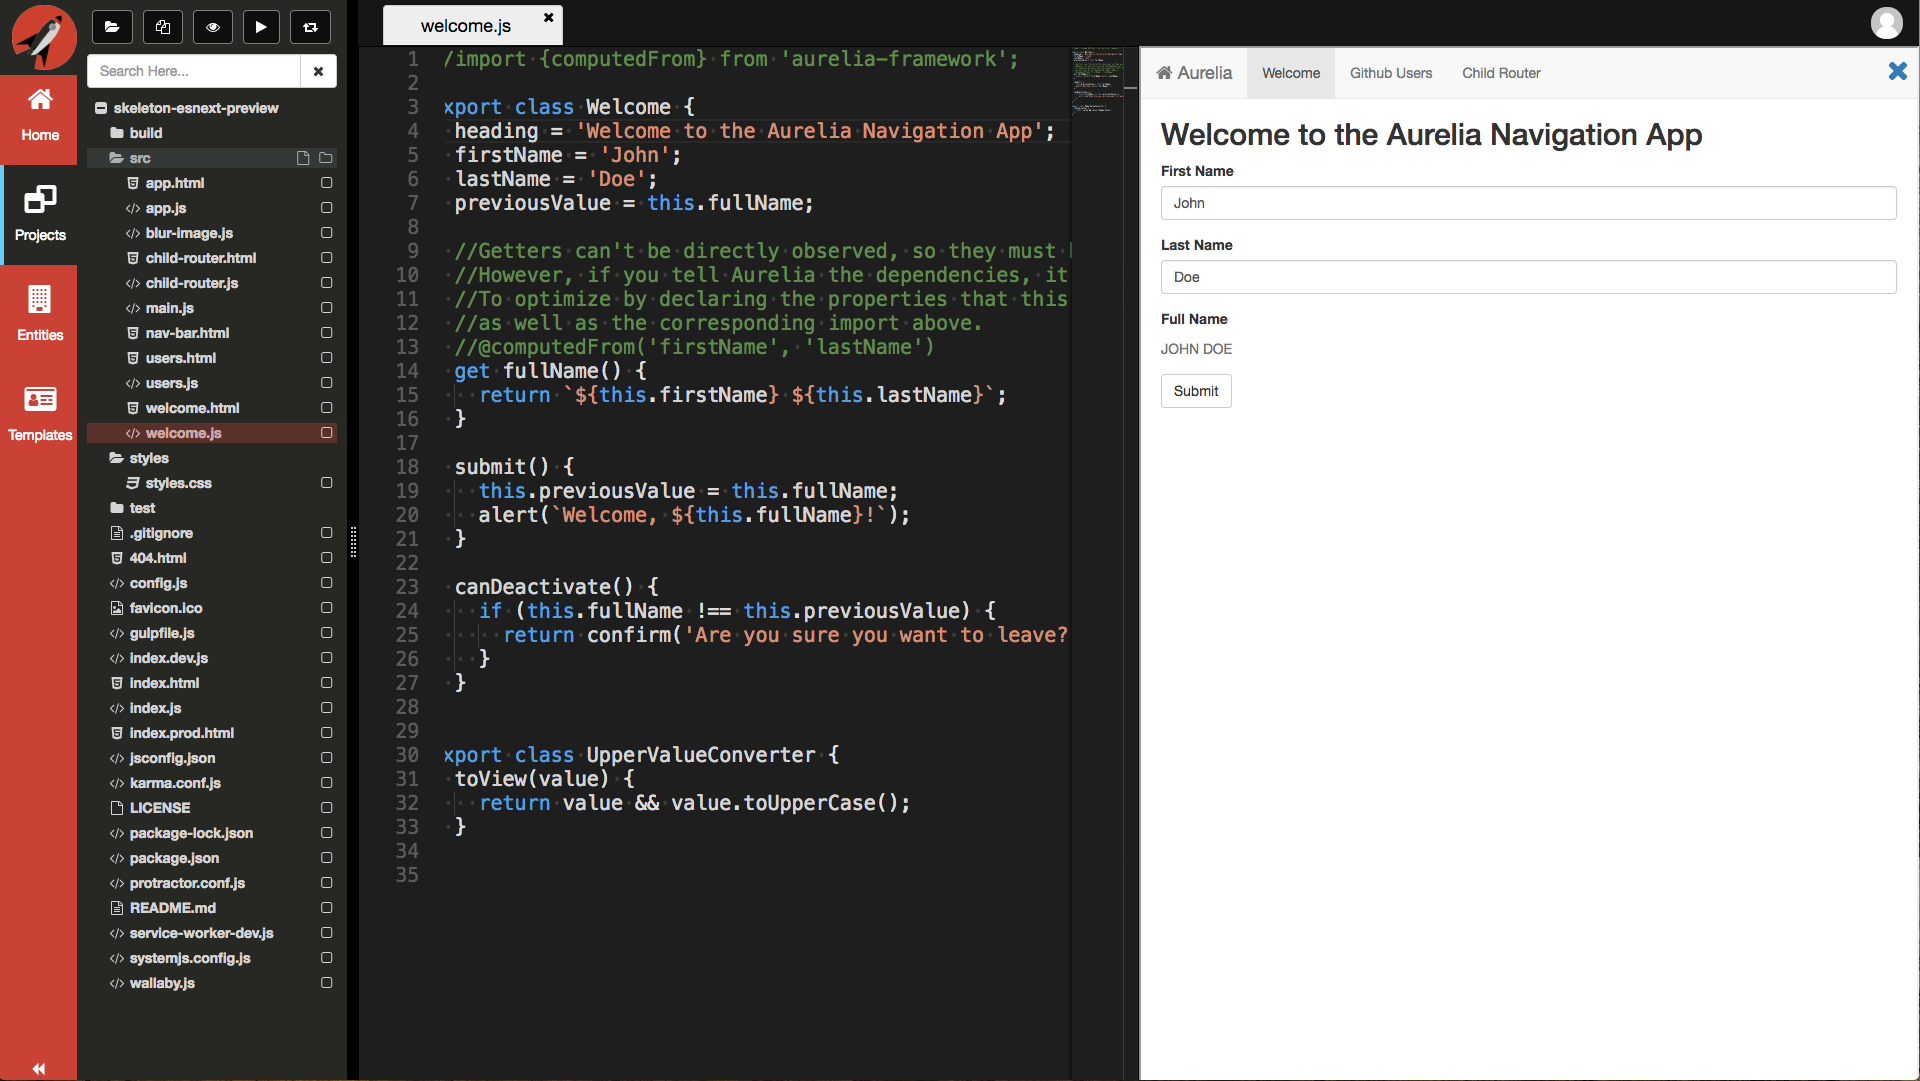 Home
Projects
Entities
Templates
Search Here...
skeleton-esnext-preview
build
src
app.html
app.js
blur-image.js
child-router.html
child-router.js
main.js
nav-bar.html
users.html
users.js
welcome.html
welcome.js
styles
styles.css
test
.gitignore
404.html
config.js
favicon.ico
gulpfile.js
index.dev.js
index.html
index.js
index.prod.html
jsconfig.json
karma.conf.js
LICENSE
package-lock.json
package.json
protractor.conf.js
README.md
service-worker-dev.js
systemjs.config.js
wallaby.js
welcome.js
1 /import {computedFrom} from 'aurelia-framework';
2
3 xport class Welcome {
4 heading = 'Welcome to the Aurelia Navigation App';
5 firstName = 'John';
6 lastName = 'Doe';
7 previousValue = this.fullName;
8
9 //Getters can't be directly observed, so they must
10 //However, if you tell Aurelia the dependencies, it
11 //To optimize by declaring the properties that this
12 //as well as the corresponding import above.
13 //@computedFrom('firstName', 'lastName')
14 get fullName() {
15 return `${this.firstName} ${this.lastName}`;
16 }
17
18 submit() {
19 this.previousValue = this.fullName;
20 alert(`Welcome, ${this.fullName}!`);
21 }
22
23 canDeactivate() {
24 if (this.fullName !== this.previousValue) {
25 return confirm('Are you sure you want to leave?
26 }
27 }
28
29
30 xport class UpperValueConverter {
31 toView(value) {
32 return value && value.toUpperCase();
33 }
34
35
Aurelia Welcome Github Users Child Router
Welcome to the Aurelia Navigation App
First Name
John
Last Name
Doe
Full Name
JOHN DOE
Submit